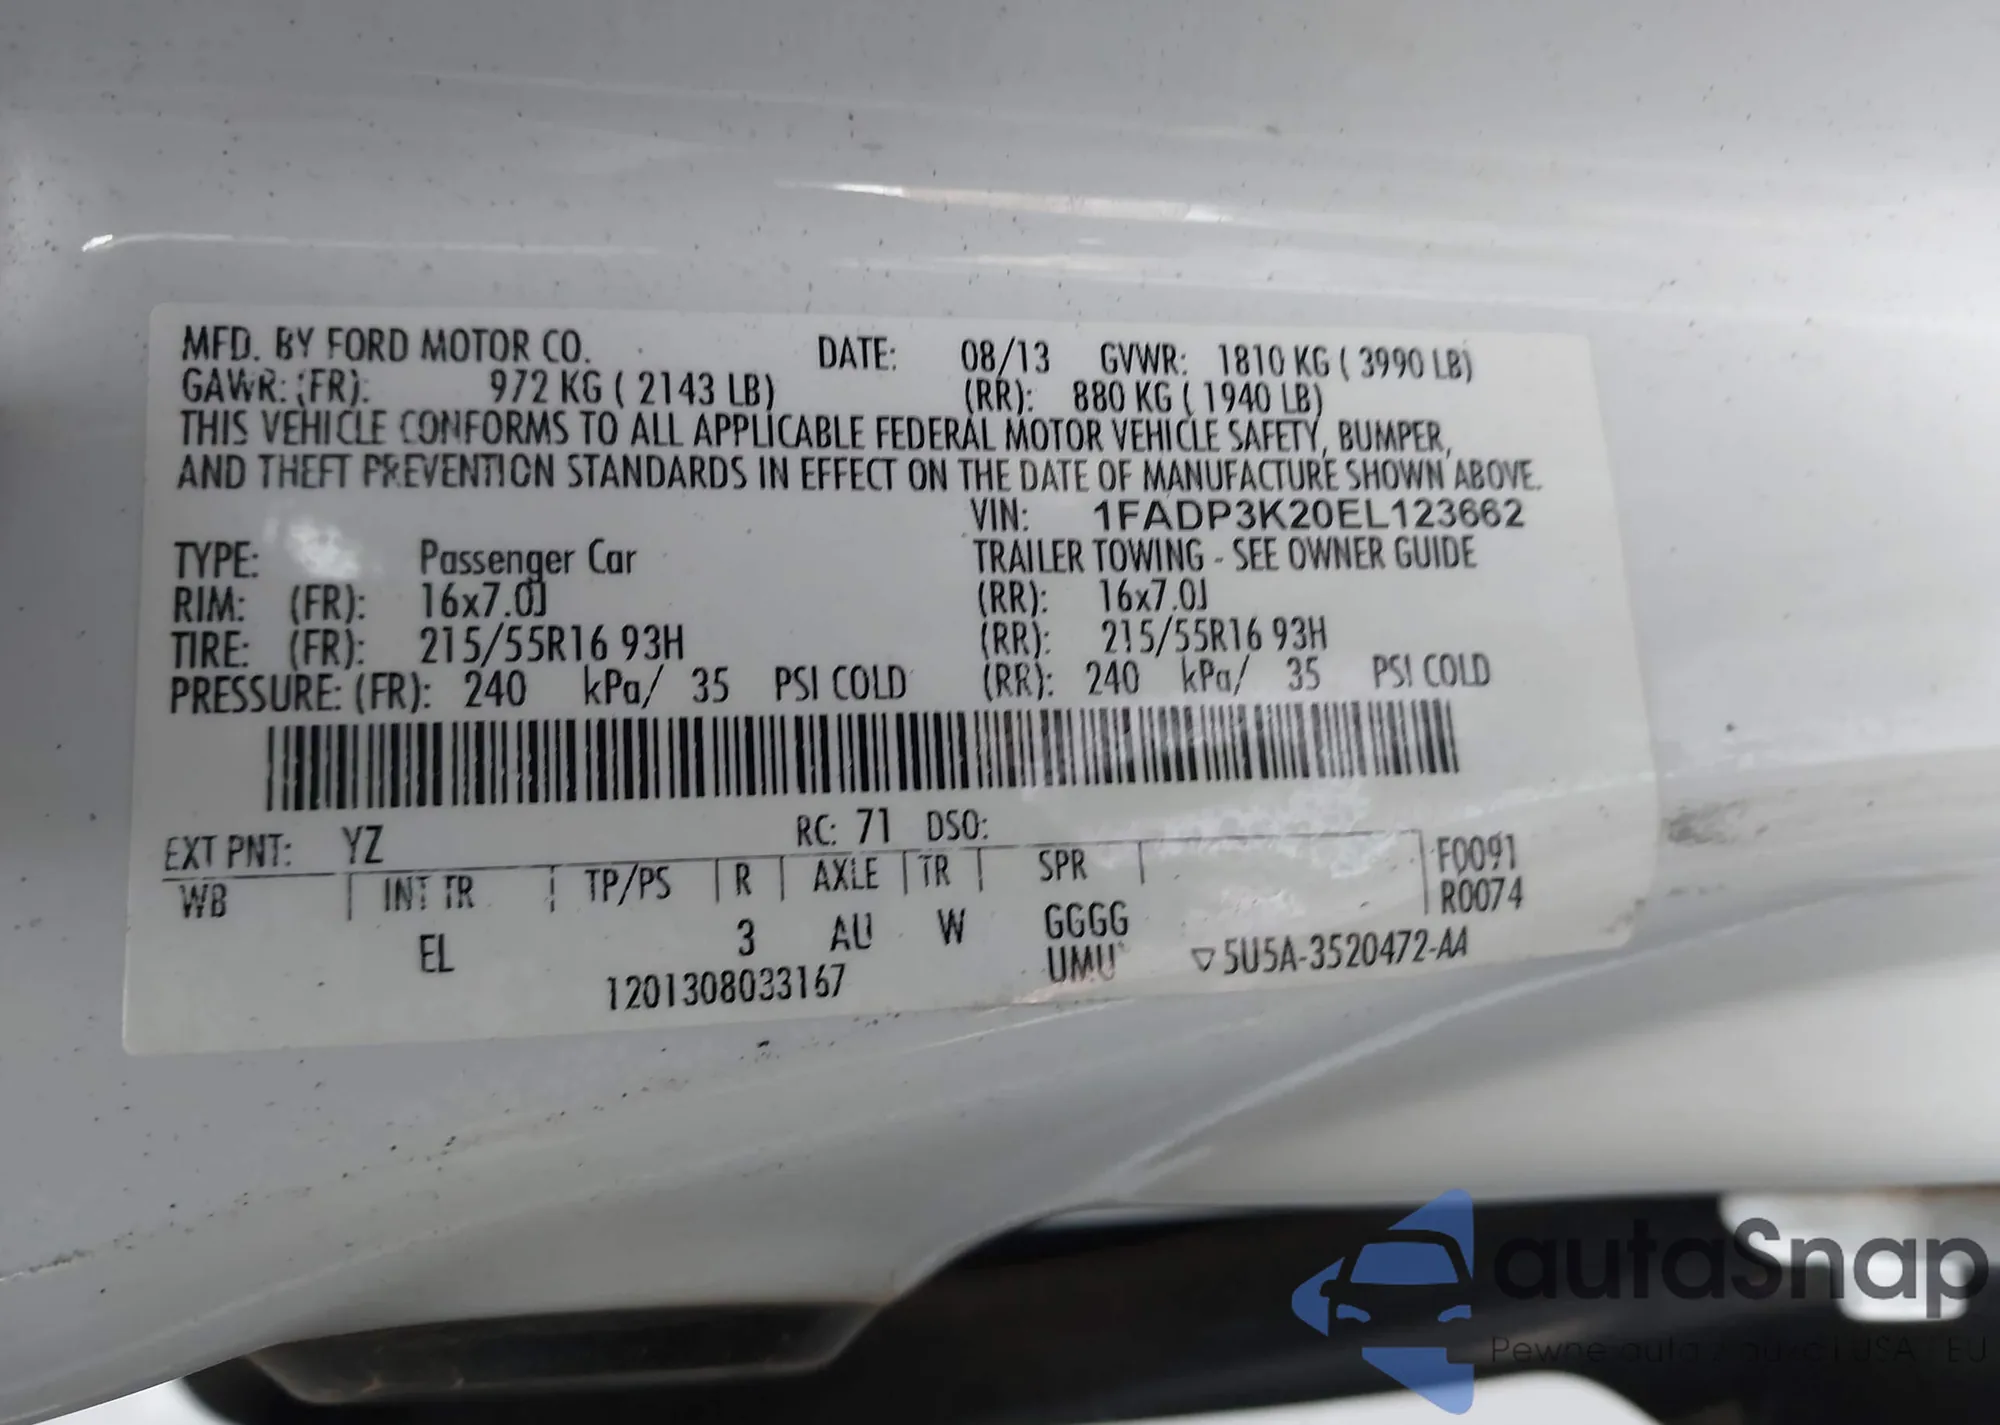 MFD. BY FORD MOTOR CO. DATE: 08/13 GVWR: 1810 KG ( 3990 LB)
GAWR: (FR): 972 KG ( 2143 LB) (RR): 880 KG ( 1940 LB)
THIS VEHICLE CONFORMS TO ALL APPLICABLE FEDERAL MOTOR VEHICLE SAFETY, BUMPER,
AND THEFT PREVENTION STANDARDS IN EFFECT ON THE DATE OF MANUFACTURE SHOWN ABOVE.
VIN: 1FADP3K20EL123662
TYPE: Passenger Car TRAILER TOWING - SEE OWNER GUIDE
RIM: (FR): 16x7.0J (RR): 16x7.0J
TIRE: (FR): 215/55R16 93H (RR): 215/55R16 93H
PRESSURE: (FR): 240 kPa/ 35 PSI COLD (RR): 240 kPa/ 35 PSI COLD
EXT PNT: YZ RC: 71 DSO:
WB INT TR TP/PS R AXLE TR SPR F0091
R0074
EL 3 AU W GGGG
1201308033167 UMU ▽5U5A-3520472-AA
autaSnap
Pewne auta z aukcji USA i EU